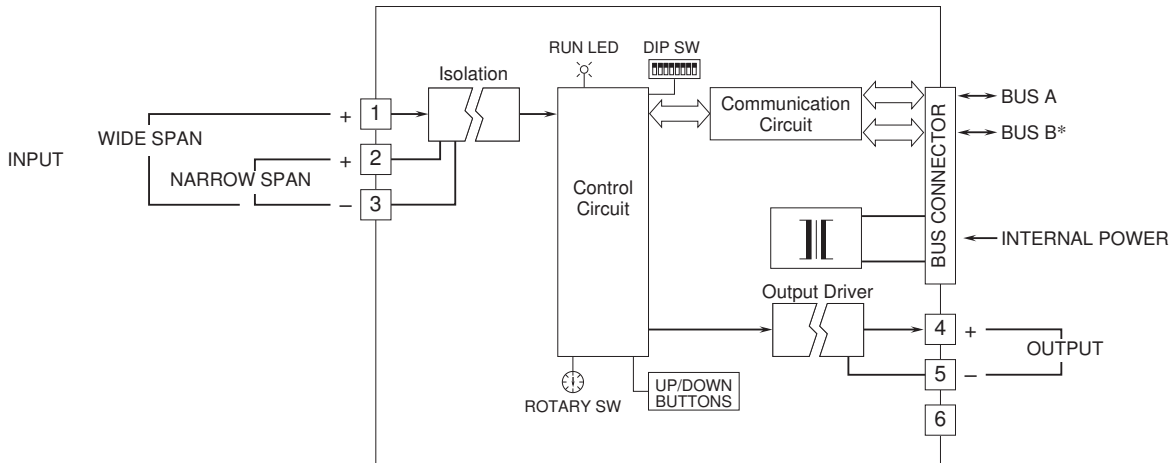 RUN LED
DIP SW
Isolation
INPUT
WIDE SPAN
+ 1
NARROW SPAN
+ 2
– 3
Control
Circuit
Communication
Circuit
BUS CONNECTOR
BUS A
BUS B*
INTERNAL POWER
Output Driver
4 +
OUTPUT
5 –
6
ROTARY SW
UP/DOWN
BUTTONS